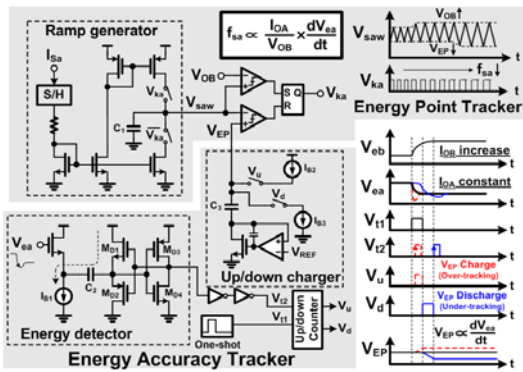 Ramp generator
I_Sa
S/H
V_ka
V̅_ka
C_1
V_saw
f_sa ∝ I_OA / V_OB × dV_ea / dt
V_OB
V_EP
S Q
R
V_ka
V_OB
V_saw
V_EP
t
f_sa
V_ka
t
Energy Point Tracker
V_u
I_B2
V_d
I_B3
C_3
V_REF
Up/down charger
V_ea
I_B1
C_2
M_D1
M_D2
M_D3
M_D4
Energy detector
V_t2
V_t1
One-shot
Up/down
Counter
V_u
V_d
Energy Accuracy Tracker
V_eb
I_OB increase
t
V_ea
I_OA constant
t
V_t1
t
V_t2
t
V_EP Charge
(Over-tracking)
V_u
t
V_EP Discharge
(Under-tracking)
V_d
t
V_EP ∝ dV_ea / dt
V_EP
t